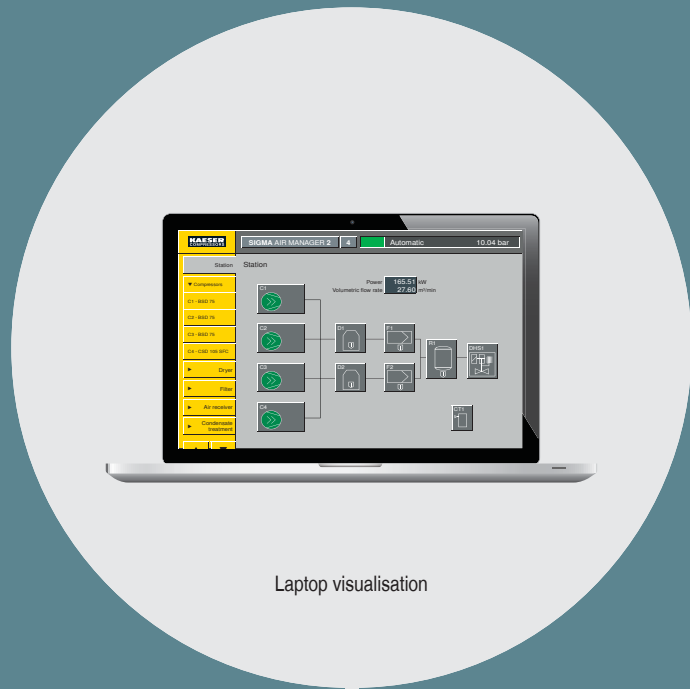 KAESER
COMPRESSORS
SIGMA AIR MANAGER 2
4
Automatic
10.04 bar
Station
▼ Compressors
C1 - BSD 75
C2 - BSD 75
C3 - BSD 75
C4 - CSD 105 SFC
► Dryer
► Filter
► Air receiver
► Condensate
treatment
Station
Power 165.51 kW
Volumetric flow rate 27.60 m³/min
C1
C2
D1
F1
R1
DHS1
C3
D2
F2
C4
CT1
Laptop visualisation